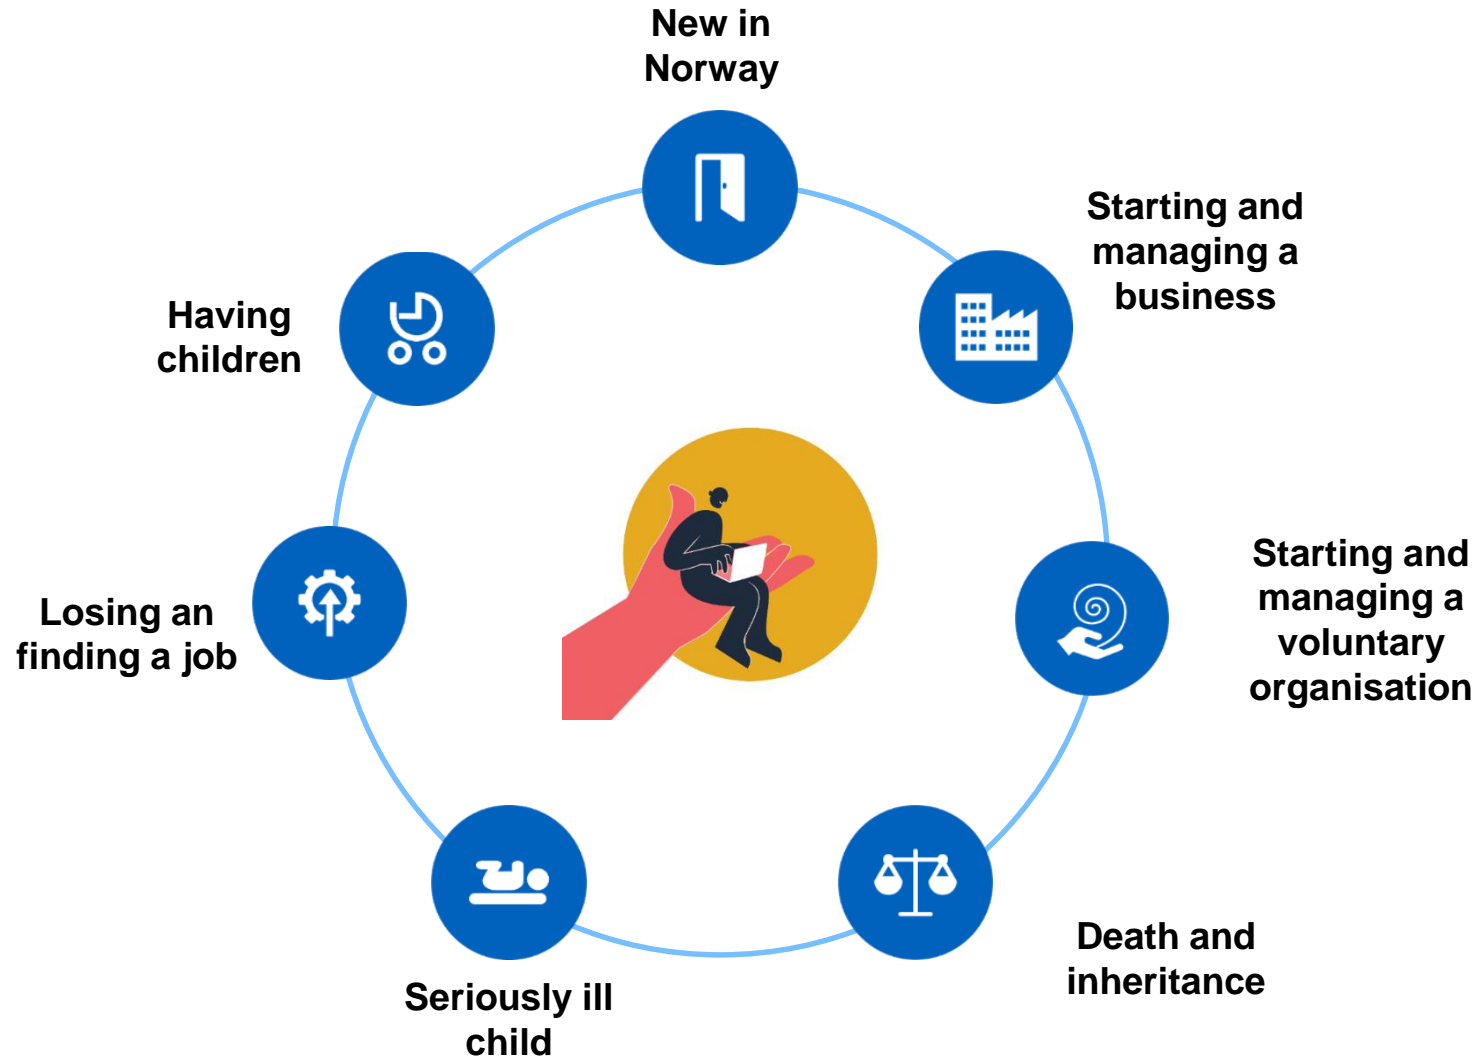 New in
Norway
Starting and
managing a
business
Having
children
Starting and
managing a
voluntary
organisation
Losing an
finding a job
Death and
inheritance
Seriously ill
child